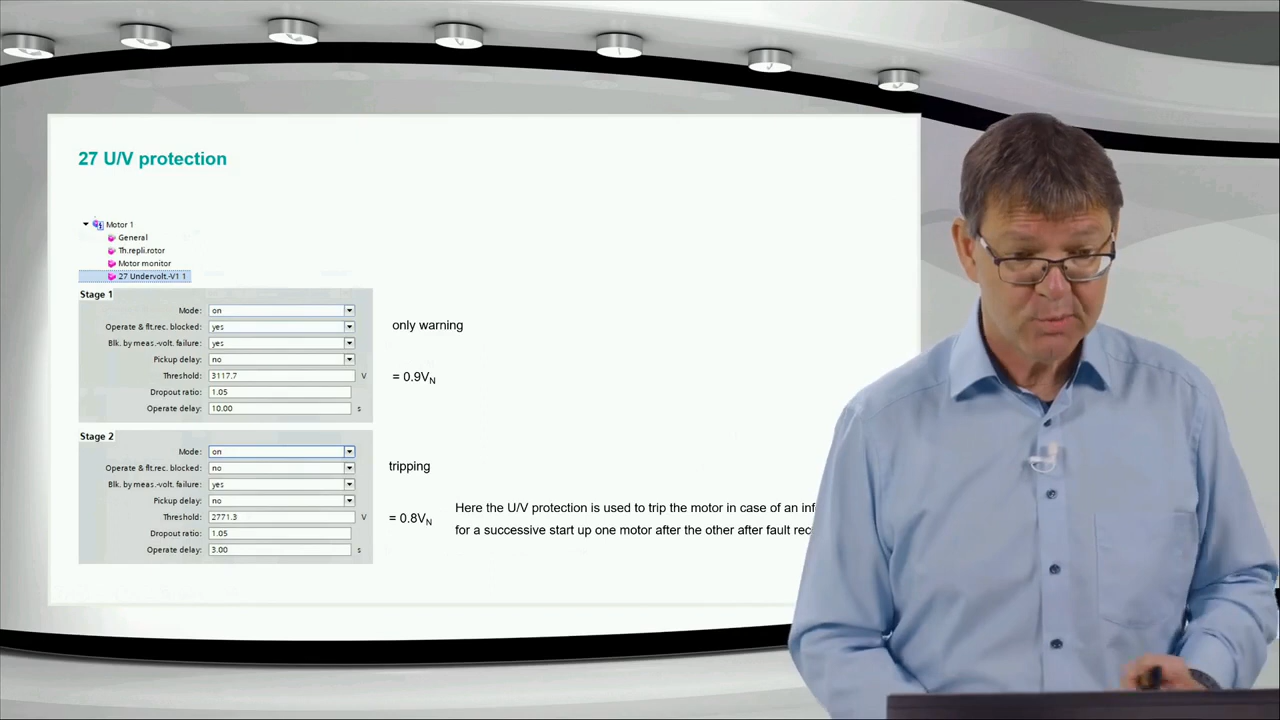 27 U/V protection
Motor 1
General
Th.repli.rotor
Motor monitor
27 Undervolt.-V1 1
Stage 1
Mode: on
Operate & flt.rec. blocked: yes
Blk. by meas.-volt. failure: yes
Pickup delay: no
Threshold: 3117.7 V
Dropout ratio: 1.05
Operate delay: 10.00 s
only warning
= 0.9VN
Stage 2
Mode: on
Operate & flt.rec. blocked: no
Blk. by meas.-volt. failure: yes
Pickup delay: no
Threshold: 2771.3 V
Dropout ratio: 1.05
Operate delay: 3.00 s
tripping
= 0.8VN
Here the U/V protection is used to trip the motor in case of an
for a successive start up one motor after the other after fault